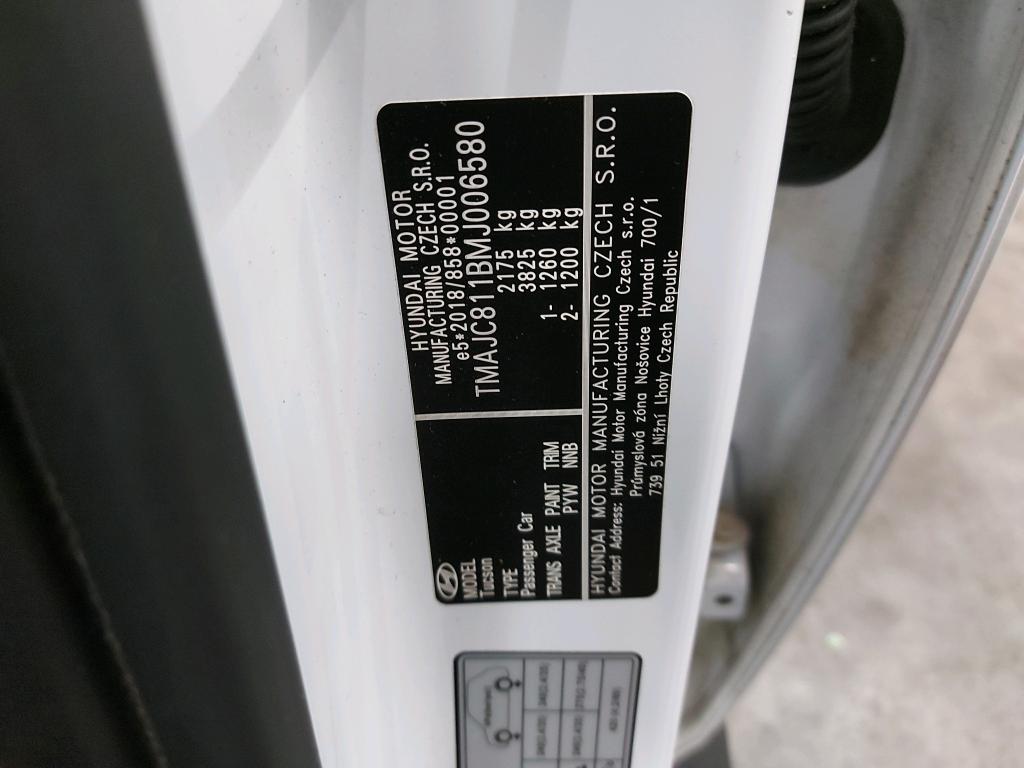 HYUNDAI MOTOR
MANUFACTURING CZECH S.R.O.
e5*2018/858*00001
TMAJC811BMJ006580
2175 kg
3825 kg
1- 1260 kg
2- 1200 kg
MODEL
Tucson
TYPE
Passenger Car
TRANS AXLE PAINT TRIM
PYW NNB
HYUNDAI MOTOR MANUFACTURING CZECH S.R.O.
Contact Address: Hyundai Motor Manufacturing Czech s.r.o.
Průmyslová zóna Nošovice Hyundai 700/1
739 51 Nižní Lhoty Czech Republic